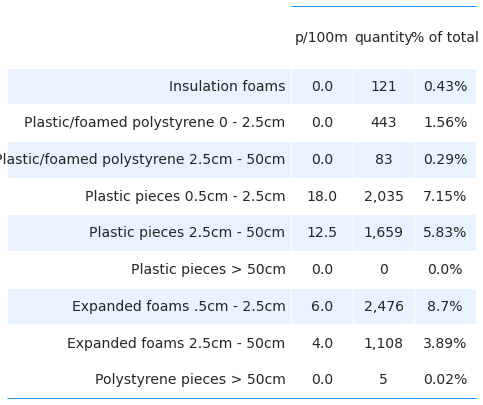 p/100m quantity % of total
Insulation foams 0.0 121 0.43%
Plastic/foamed polystyrene 0 - 2.5cm 0.0 443 1.56%
Plastic/foamed polystyrene 2.5cm - 50cm 0.0 83 0.29%
Plastic pieces 0.5cm - 2.5cm 18.0 2,035 7.15%
Plastic pieces 2.5cm - 50cm 12.5 1,659 5.83%
Plastic pieces > 50cm 0.0 0 0.0%
Expanded foams .5cm - 2.5cm 6.0 2,476 8.7%
Expanded foams 2.5cm - 50cm 4.0 1,108 3.89%
Polystyrene pieces > 50cm 0.0 5 0.02%